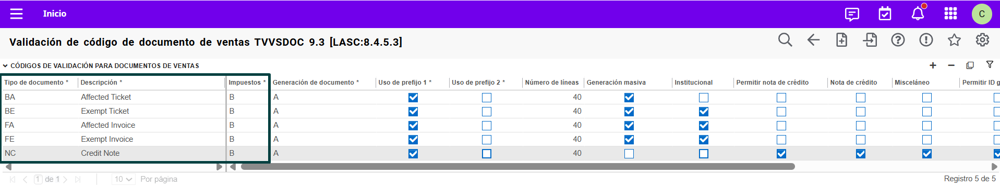 Inicio
C
Validación de código de documento de ventas TVVSDOC 9.3 [LASC:8.4.5.3]
CÓDIGOS DE VALIDACIÓN PARA DOCUMENTOS DE VENTAS
Tipo de documento * Descripción * Impuestos * Generación de documento * Uso de prefijo 1 * Uso de prefijo 2 * Número de líneas Generación masiva Institucional Permitir nota de crédito Nota de crédito Misceláneo Permitir ID g
BA Affected Ticket B A 40
BE Exempt Ticket B A 40
FA Affected Invoice B A 40
FE Exempt Invoice B A 40
NC Credit Note B A 40
1 de 1 10 Por página Registro 5 de 5